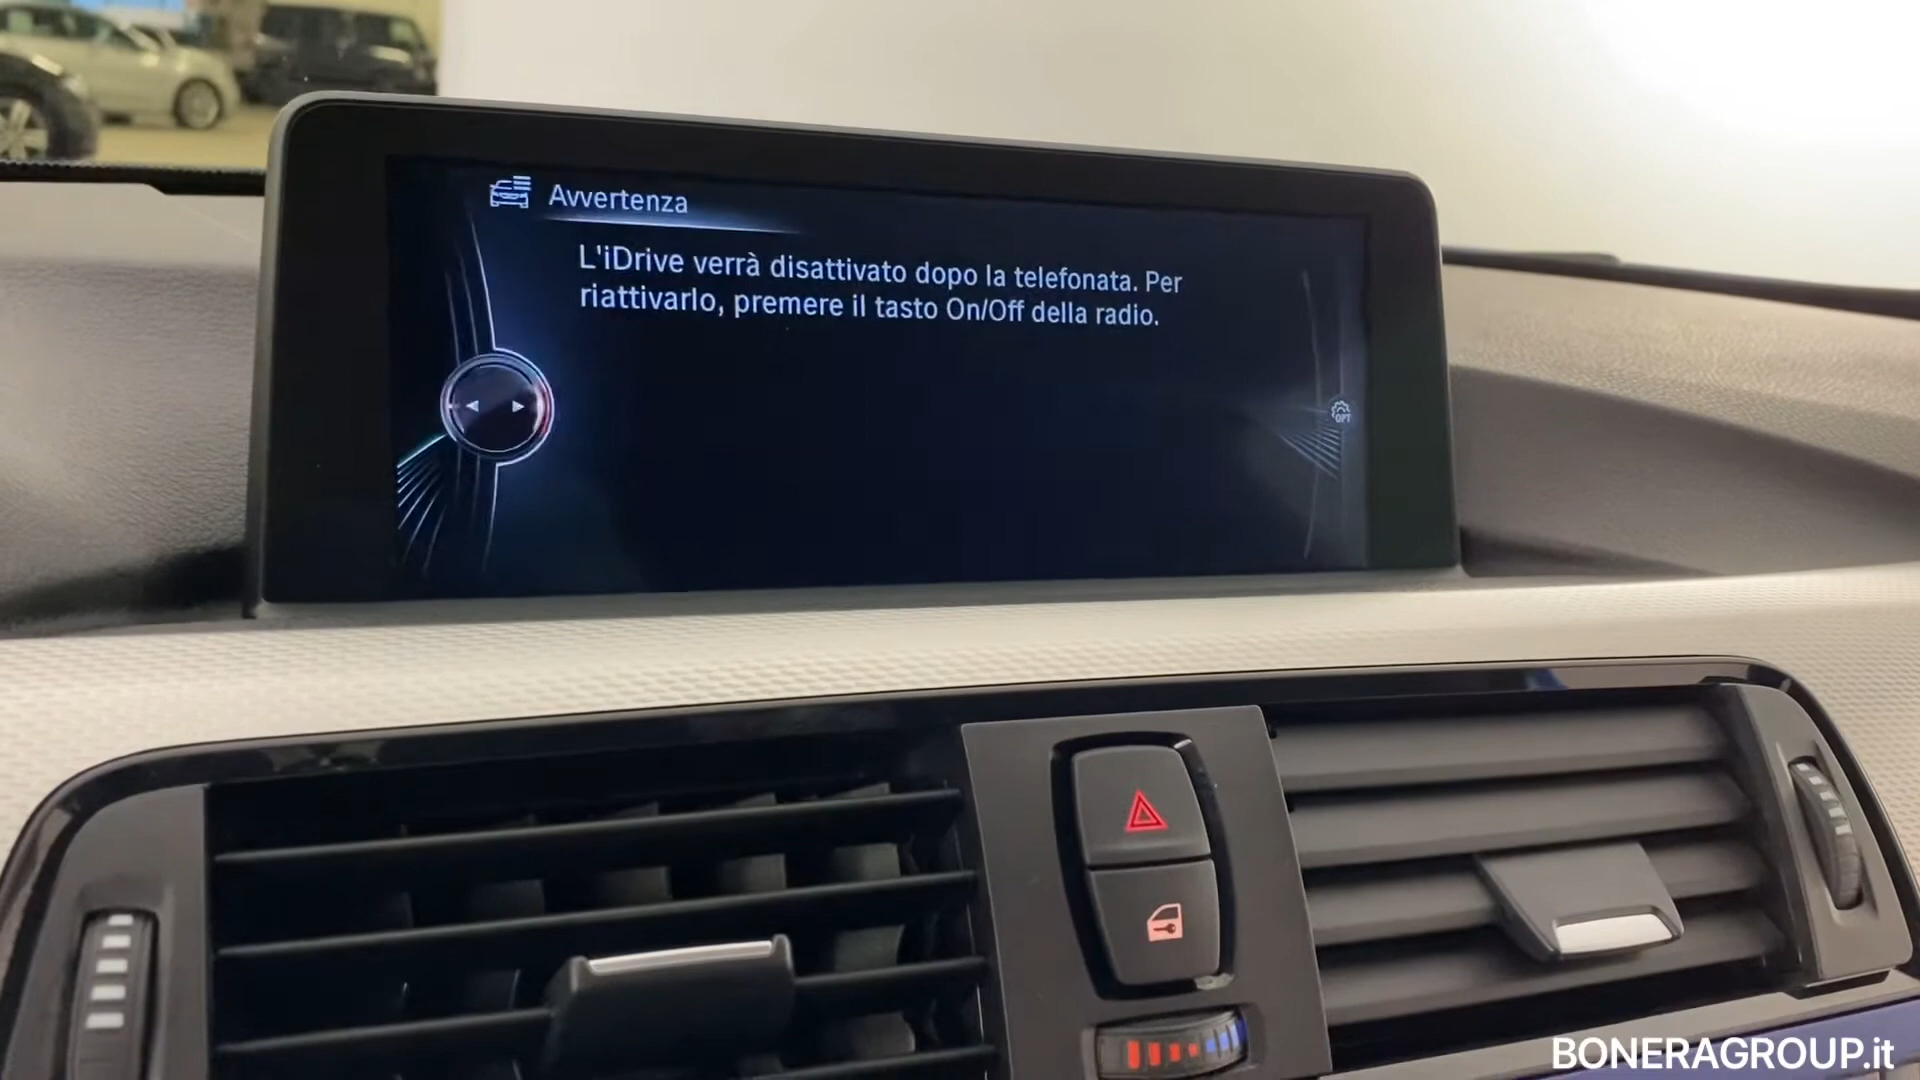 Avvertenza
L'iDrive verrà disattivato dopo la telefonata. Per
riattivarlo, premere il tasto On/Off della radio.
OPT
BONERAGROUP.it